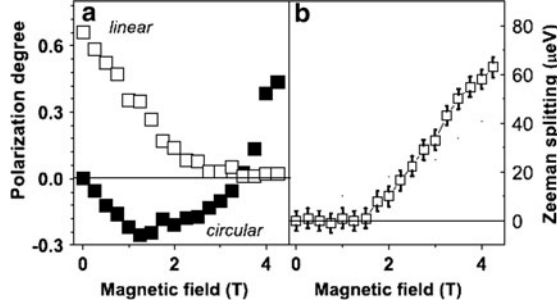 a
b
linear
circular
Polarization degree
0.6
0.3
0.0
-0.3
0
2
4
Magnetic field (T)
0
2
4
Magnetic field (T)
80
60
40
20
0
Zeeman splitting (µeV)